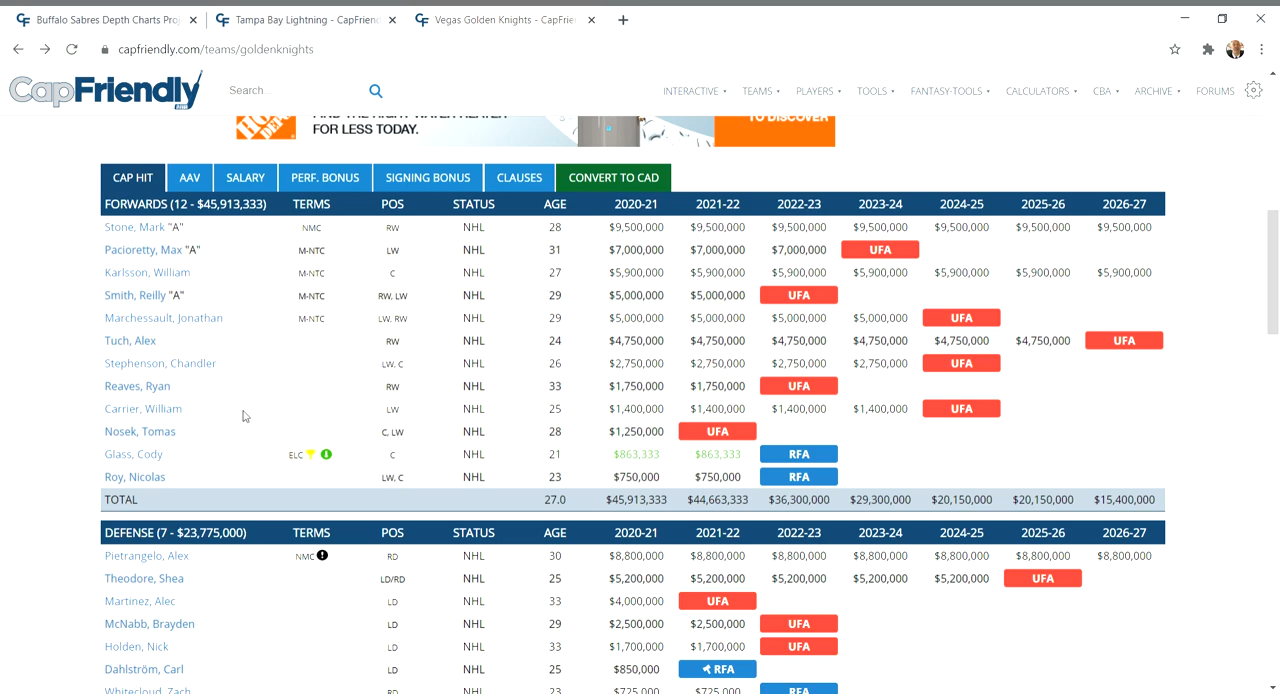 Buffalo Sabres Depth Charts Proj Tampa Bay Lightning - CapFriend Vegas Golden Knights - CapFrien
capfriendly.com/teams/goldenknights
CapFriendly Search... INTERACTIVE TEAMS PLAYERS TOOLS FANTASY-TOOLS CALCULATORS CBA ARCHIVE FORUMS
FOR LESS TODAY. TO DISCOVER
CAP HIT AAV SALARY PERF. BONUS SIGNING BONUS CLAUSES CONVERT TO CAD
FORWARDS (12 - $45,913,333) TERMS POS STATUS AGE 2020-21 2021-22 2022-23 2023-24 2024-25 2025-26 2026-27
Stone, Mark "A" NMC RW NHL 28 $9,500,000 $9,500,000 $9,500,000 $9,500,000 $9,500,000 $9,500,000 $9,500,000
Pacioretty, Max "A" M-NTC LW NHL 31 $7,000,000 $7,000,000 $7,000,000 UFA
Karlsson, William M-NTC C NHL 27 $5,900,000 $5,900,000 $5,900,000 $5,900,000 $5,900,000 $5,900,000 $5,900,000
Smith, Reilly "A" M-NTC RW, LW NHL 29 $5,000,000 $5,000,000 UFA
Marchessault, Jonathan M-NTC LW, RW NHL 29 $5,000,000 $5,000,000 $5,000,000 $5,000,000 UFA
Tuch, Alex RW NHL 24 $4,750,000 $4,750,000 $4,750,000 $4,750,000 $4,750,000 $4,750,000 UFA
Stephenson, Chandler LW, C NHL 26 $2,750,000 $2,750,000 $2,750,000 $2,750,000 UFA
Reaves, Ryan RW NHL 33 $1,750,000 $1,750,000 UFA
Carrier, William LW NHL 25 $1,400,000 $1,400,000 $1,400,000 $1,400,000 UFA
Nosek, Tomas C, LW NHL 28 $1,250,000 UFA
Glass, Cody ELC C NHL 21 $863,333 $863,333 RFA
Roy, Nicolas LW, C NHL 23 $750,000 $750,000 RFA
TOTAL 27.0 $45,913,333 $44,663,333 $36,300,000 $29,300,000 $20,150,000 $20,150,000 $15,400,000
DEFENSE (7 - $23,775,000) TERMS POS STATUS AGE 2020-21 2021-22 2022-23 2023-24 2024-25 2025-26 2026-27
Pietrangelo, Alex NMC RD NHL 30 $8,800,000 $8,800,000 $8,800,000 $8,800,000 $8,800,000 $8,800,000 $8,800,000
Theodore, Shea LD/RD NHL 25 $5,200,000 $5,200,000 $5,200,000 $5,200,000 $5,200,000 UFA
Martinez, Alec LD NHL 33 $4,000,000 UFA
McNabb, Brayden LD NHL 29 $2,500,000 $2,500,000 UFA
Holden, Nick LD NHL 33 $1,700,000 $1,700,000 UFA
Dahlström, Carl LD NHL 25 $850,000 RFA
Whitecloud, Zach RD NHL 23 $725,000 $725,000 RFA